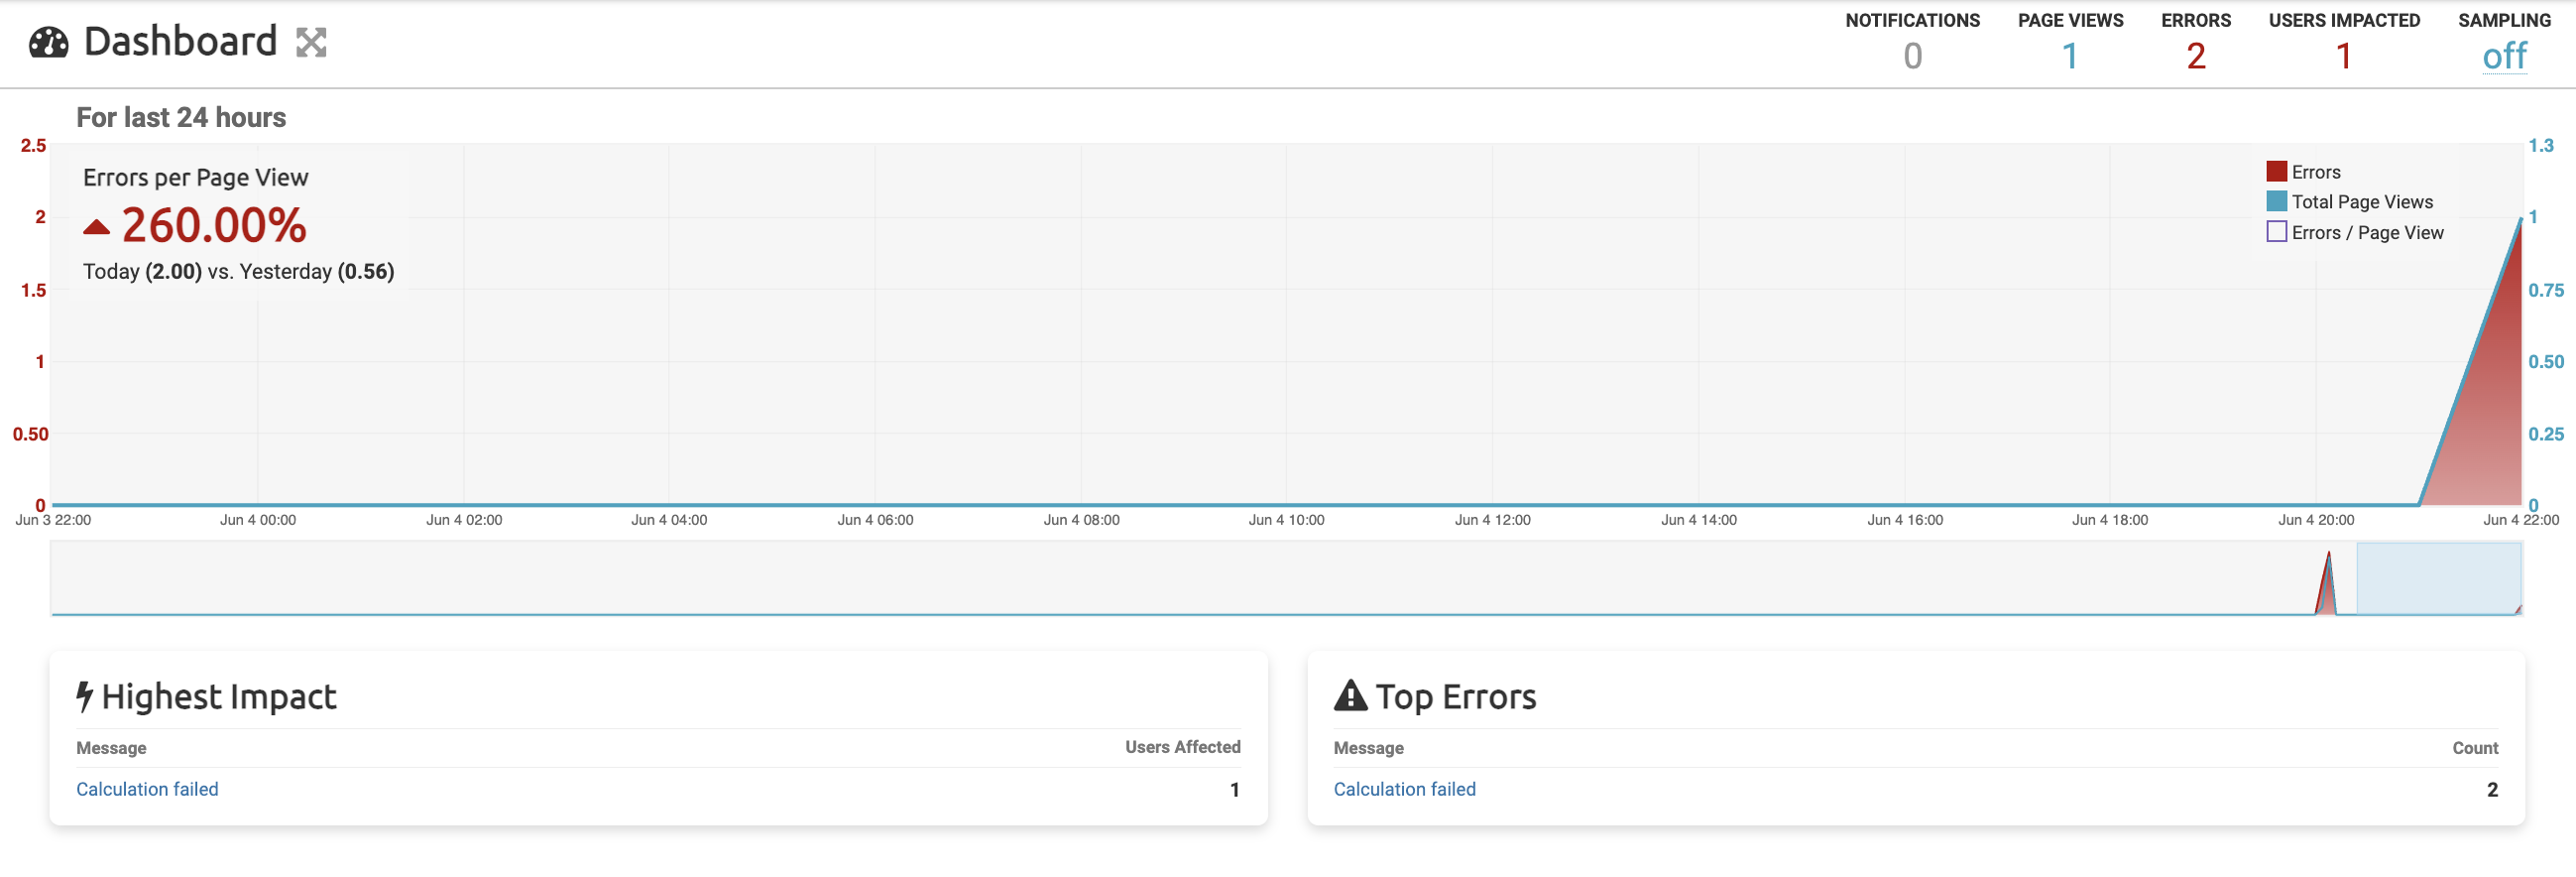 Dashboard
NOTIFICATIONS PAGE VIEWS ERRORS USERS IMPACTED SAMPLING
0 1 2 1 off
For last 24 hours
2.5
2
1.5
1
0.50
0
Errors per Page View
260.00%
Today (2.00) vs. Yesterday (0.56)
Errors
Total Page Views
Errors / Page View
1.3
1
0.75
0.50
0.25
0
Jun 3 22:00 Jun 4 00:00 Jun 4 02:00 Jun 4 04:00 Jun 4 06:00 Jun 4 08:00 Jun 4 10:00 Jun 4 12:00 Jun 4 14:00 Jun 4 16:00 Jun 4 18:00 Jun 4 20:00 Jun 4 22:00
Highest Impact
Message Users Affected
Calculation failed 1
Top Errors
Message Count
Calculation failed 2